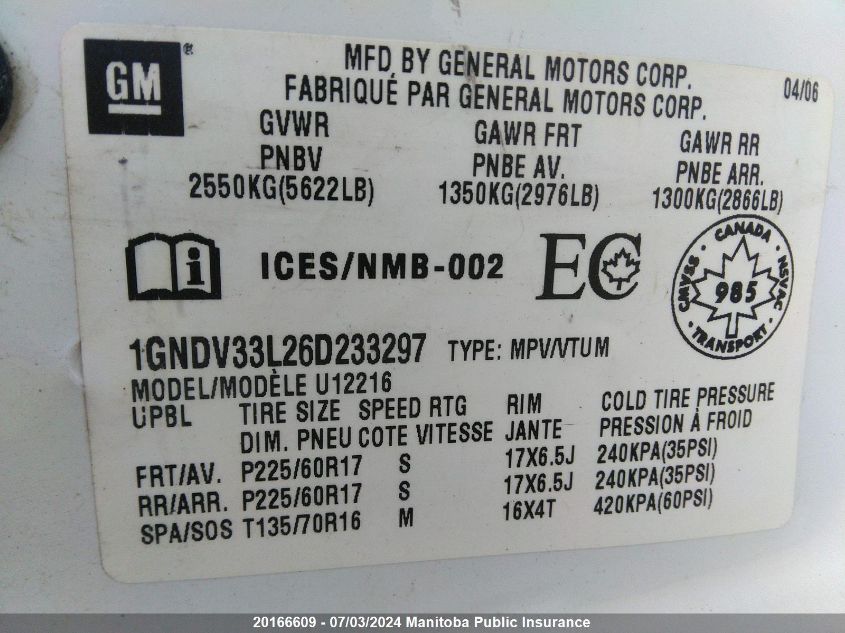 GM
MFD BY GENERAL MOTORS CORP.
FABRIQUÉ PAR GENERAL MOTORS CORP.
04/06
GVWR GAWR FRT GAWR RR
PNBV PNBE AV. PNBE ARR.
2550KG(5622LB) 1350KG(2976LB) 1300KG(2866LB)
i ICES/NMB-002 EC
CANADA
CMVSS 985 NSVAC
TRANSPORT
1GNDV33L26D233297 TYPE: MPV/VTUM
MODEL/MODÈLE U12216
UPBL TIRE SIZE SPEED RTG RIM COLD TIRE PRESSURE
DIM. PNEU COTE VITESSE JANTE PRESSION À FROID
FRT/AV. P225/60R17 S 17X6.5J 240KPA(35PSI)
RR/ARR. P225/60R17 S 17X6.5J 240KPA(35PSI)
SPA/SOS T135/70R16 M 16X4T 420KPA(60PSI)
20166609 - 07/03/2024 Manitoba Public Insurance